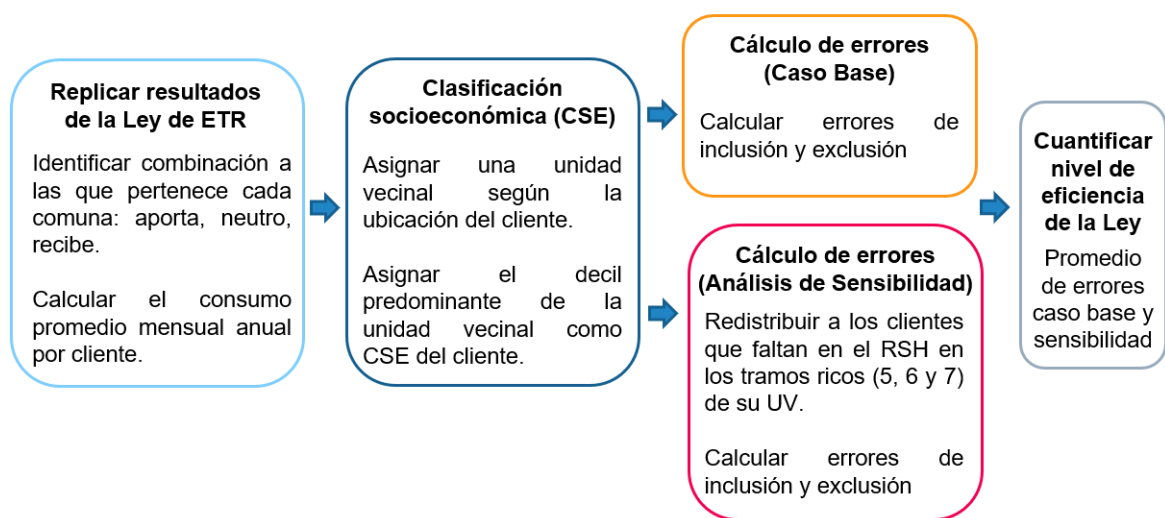 Replicar resultados
de la Ley de ETR
Identificar combinación a
las que pertenece cada
comuna: aporta, neutro,
recibe.
Calcular el consumo
promedio mensual anual
por cliente.
Clasificación
socioeconómica (CSE)
Asignar una unidad
vecinal según la
ubicación del cliente.
Asignar el decil
predominante de la
unidad vecinal como
CSE del cliente.
Cálculo de errores
(Caso Base)
Calcular errores de
inclusión y exclusión
Cálculo de errores
(Análisis de Sensibilidad)
Redistribuir a los clientes
que faltan en el RSH en
los tramos ricos (5, 6 y 7)
de su UV.
Calcular errores de
inclusión y exclusión
Cuantificar
nivel de
eficiencia
de la Ley
Promedio
de errores
caso base y
sensibilidad